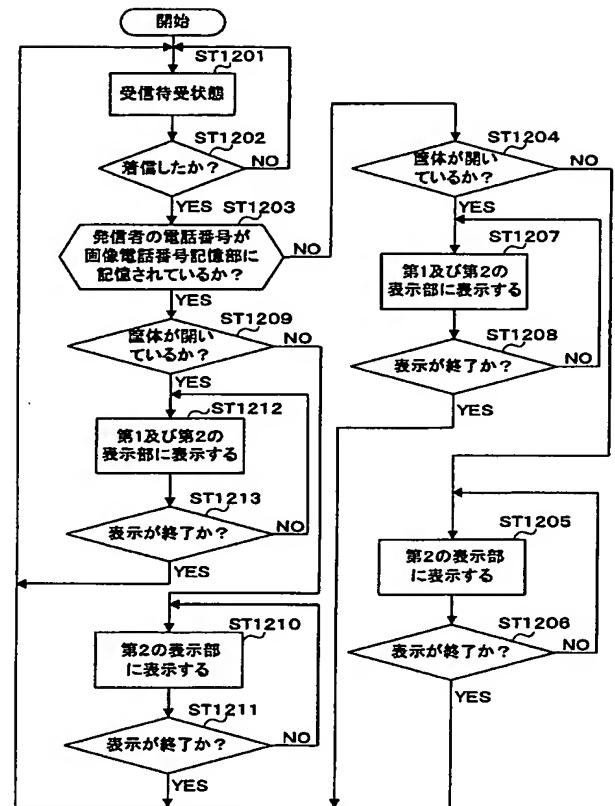 開始
ST1201
受信待受状態
ST1202
着信したか？
NO
YES
ST1203
発信者の電話番号が
画像電話番号記憶部に
記憶されているか？
NO
YES
ST1204
筐体が開い
ているか？
NO
YES
ST1207
第1及び第2の
表示部に表示する
ST1208
表示が終了か？
NO
YES
ST1209
筐体が開い
ているか？
NO
YES
ST1212
第1及び第2の
表示部に表示する
ST1213
表示が終了か？
NO
YES
ST1205
第2の表示部
に表示する
ST1206
表示が終了か？
NO
YES
ST1210
第2の表示部
に表示する
ST1211
表示が終了か？
NO
YES